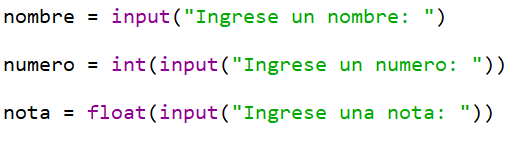 nombre = input("Ingrese un nombre: ")
numero = int(input("Ingrese un numero: "))
nota = float(input("Ingrese una nota: "))